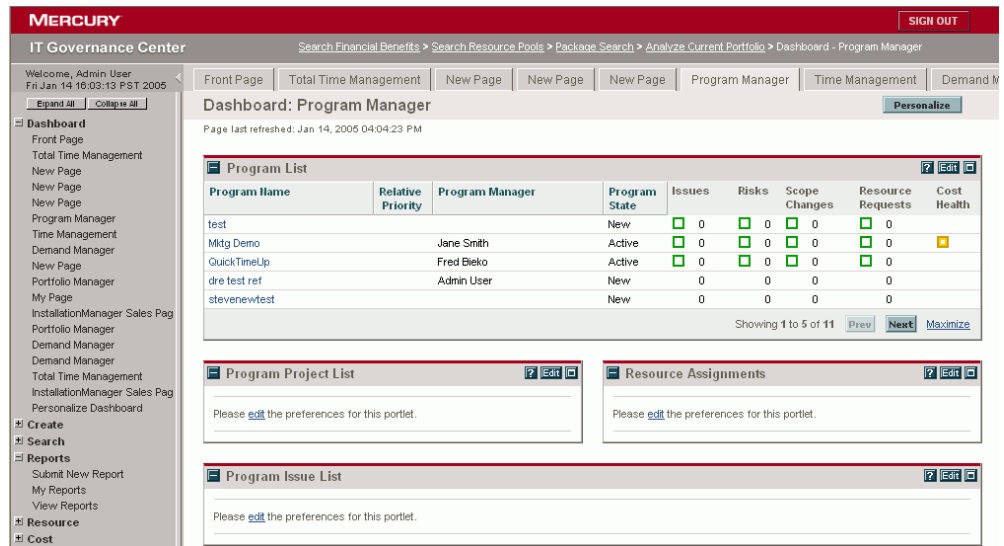 MERCURY
SIGN OUT
IT Governance Center
Search Financial Benefits > Search Resource Pools > Package Search > Analyze Current Portfolio > Dashboard - Program Manager
Welcome, Admin User
Fri Jan 14 16:03:13 PST 2005
Expand All Collapse All
Dashboard
Front Page
Total Time Management
New Page
New Page
New Page
Program Manager
Time Management
Demand Manager
New Page
Portfolio Manager
My Page
InstallationManager Sales Pag
Portfolio Manager
Demand Manager
Demand Manager
Total Time Management
InstallationManager Sales Pag
Personalize Dashboard
Create
Search
Reports
Submit New Report
My Reports
View Reports
Resource
Cost
Front Page Total Time Management New Page New Page New Page Program Manager Time Management Demand M
Dashboard: Program Manager
Personalize
Page last refreshed: Jan 14, 2005 04:04:23 PM
Program List
? Edit
Program Name Relative Priority Program Manager Program State Issues Risks Scope Changes Resource Requests Cost Health
test New 0 0 0 0
Mktg Demo Jane Smith Active 0 0 0 0
QuickTimeUp Fred Bieko Active 0 0 0 0
dre test ref Admin User New 0 0 0 0
stevenewtest New 0 0 0 0
Showing 1 to 5 of 11 Prev Next Maximize
Program Project List ? Edit
Please edit the preferences for this portlet.
Resource Assignments ? Edit
Please edit the preferences for this portlet.
Program Issue List ? Edit
Please edit the preferences for this portlet.